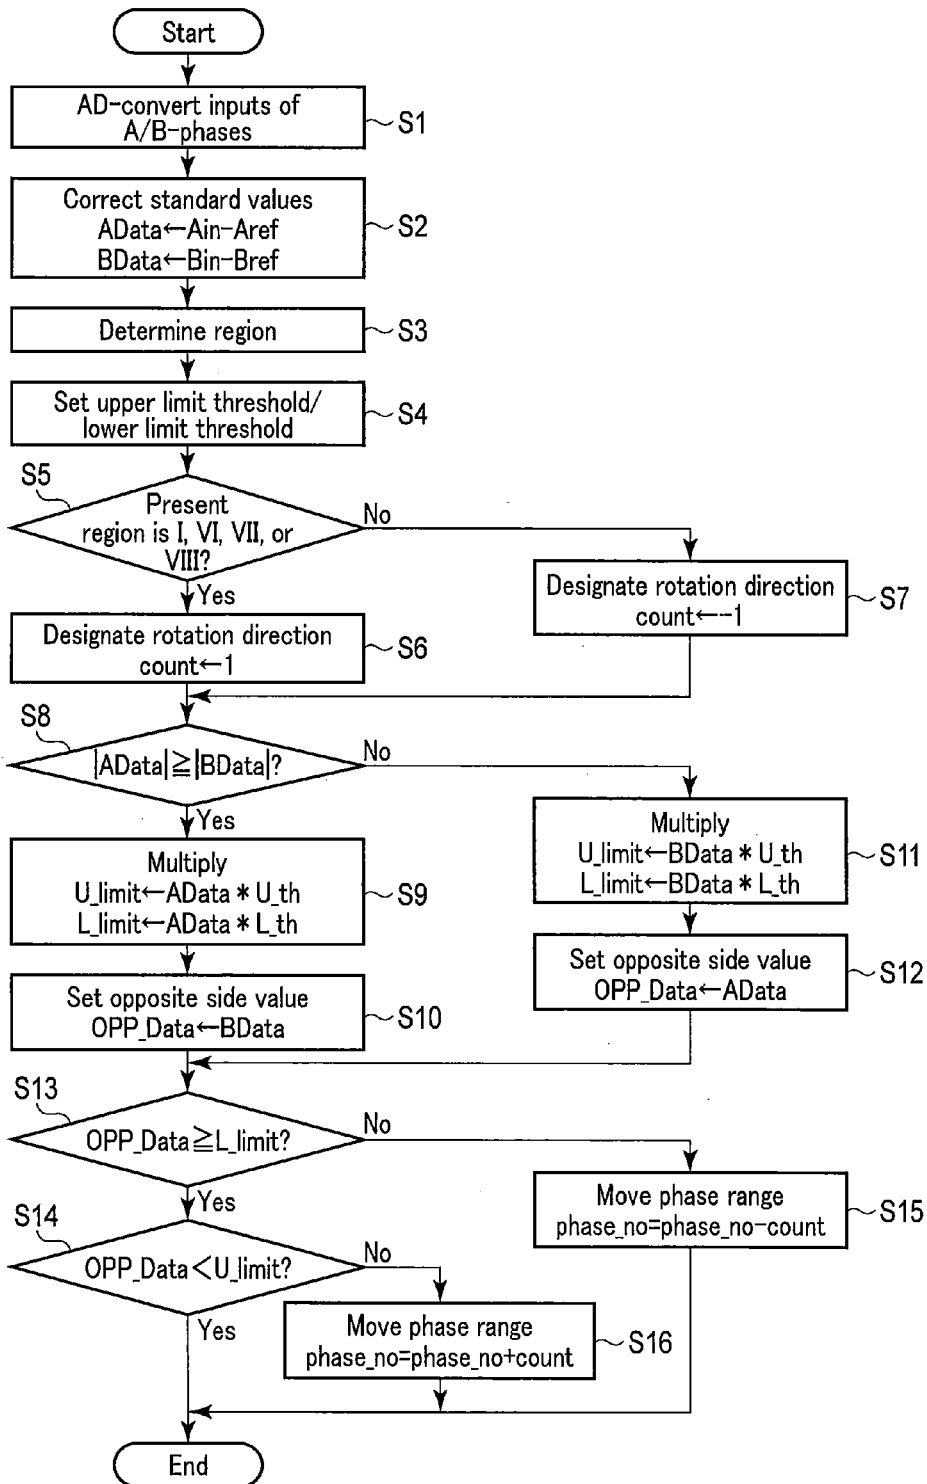 Start
AD-convert inputs of
A/B-phases
S1
Correct standard values
AData←Ain-Aref
BData←Bin-Bref
S2
Determine region
S3
Set upper limit threshold/
lower limit threshold
S4
S5
Present
region is I, VI, VII, or
VIII?
No
Yes
Designate rotation direction
count←-1
S7
Designate rotation direction
count←1
S6
S8
|AData|≧|BData|?
No
Yes
Multiply
U_limit←BData * U_th
L_limit←BData * L_th
S11
Multiply
U_limit←AData * U_th
L_limit←AData * L_th
S9
Set opposite side value
OPP_Data←AData
S12
Set opposite side value
OPP_Data←BData
S10
S13
OPP_Data≧L_limit?
No
Yes
Move phase range
phase_no=phase_no-count
S15
S14
OPP_Data<U_limit?
No
Yes
Move phase range
phase_no=phase_no+count
S16
End